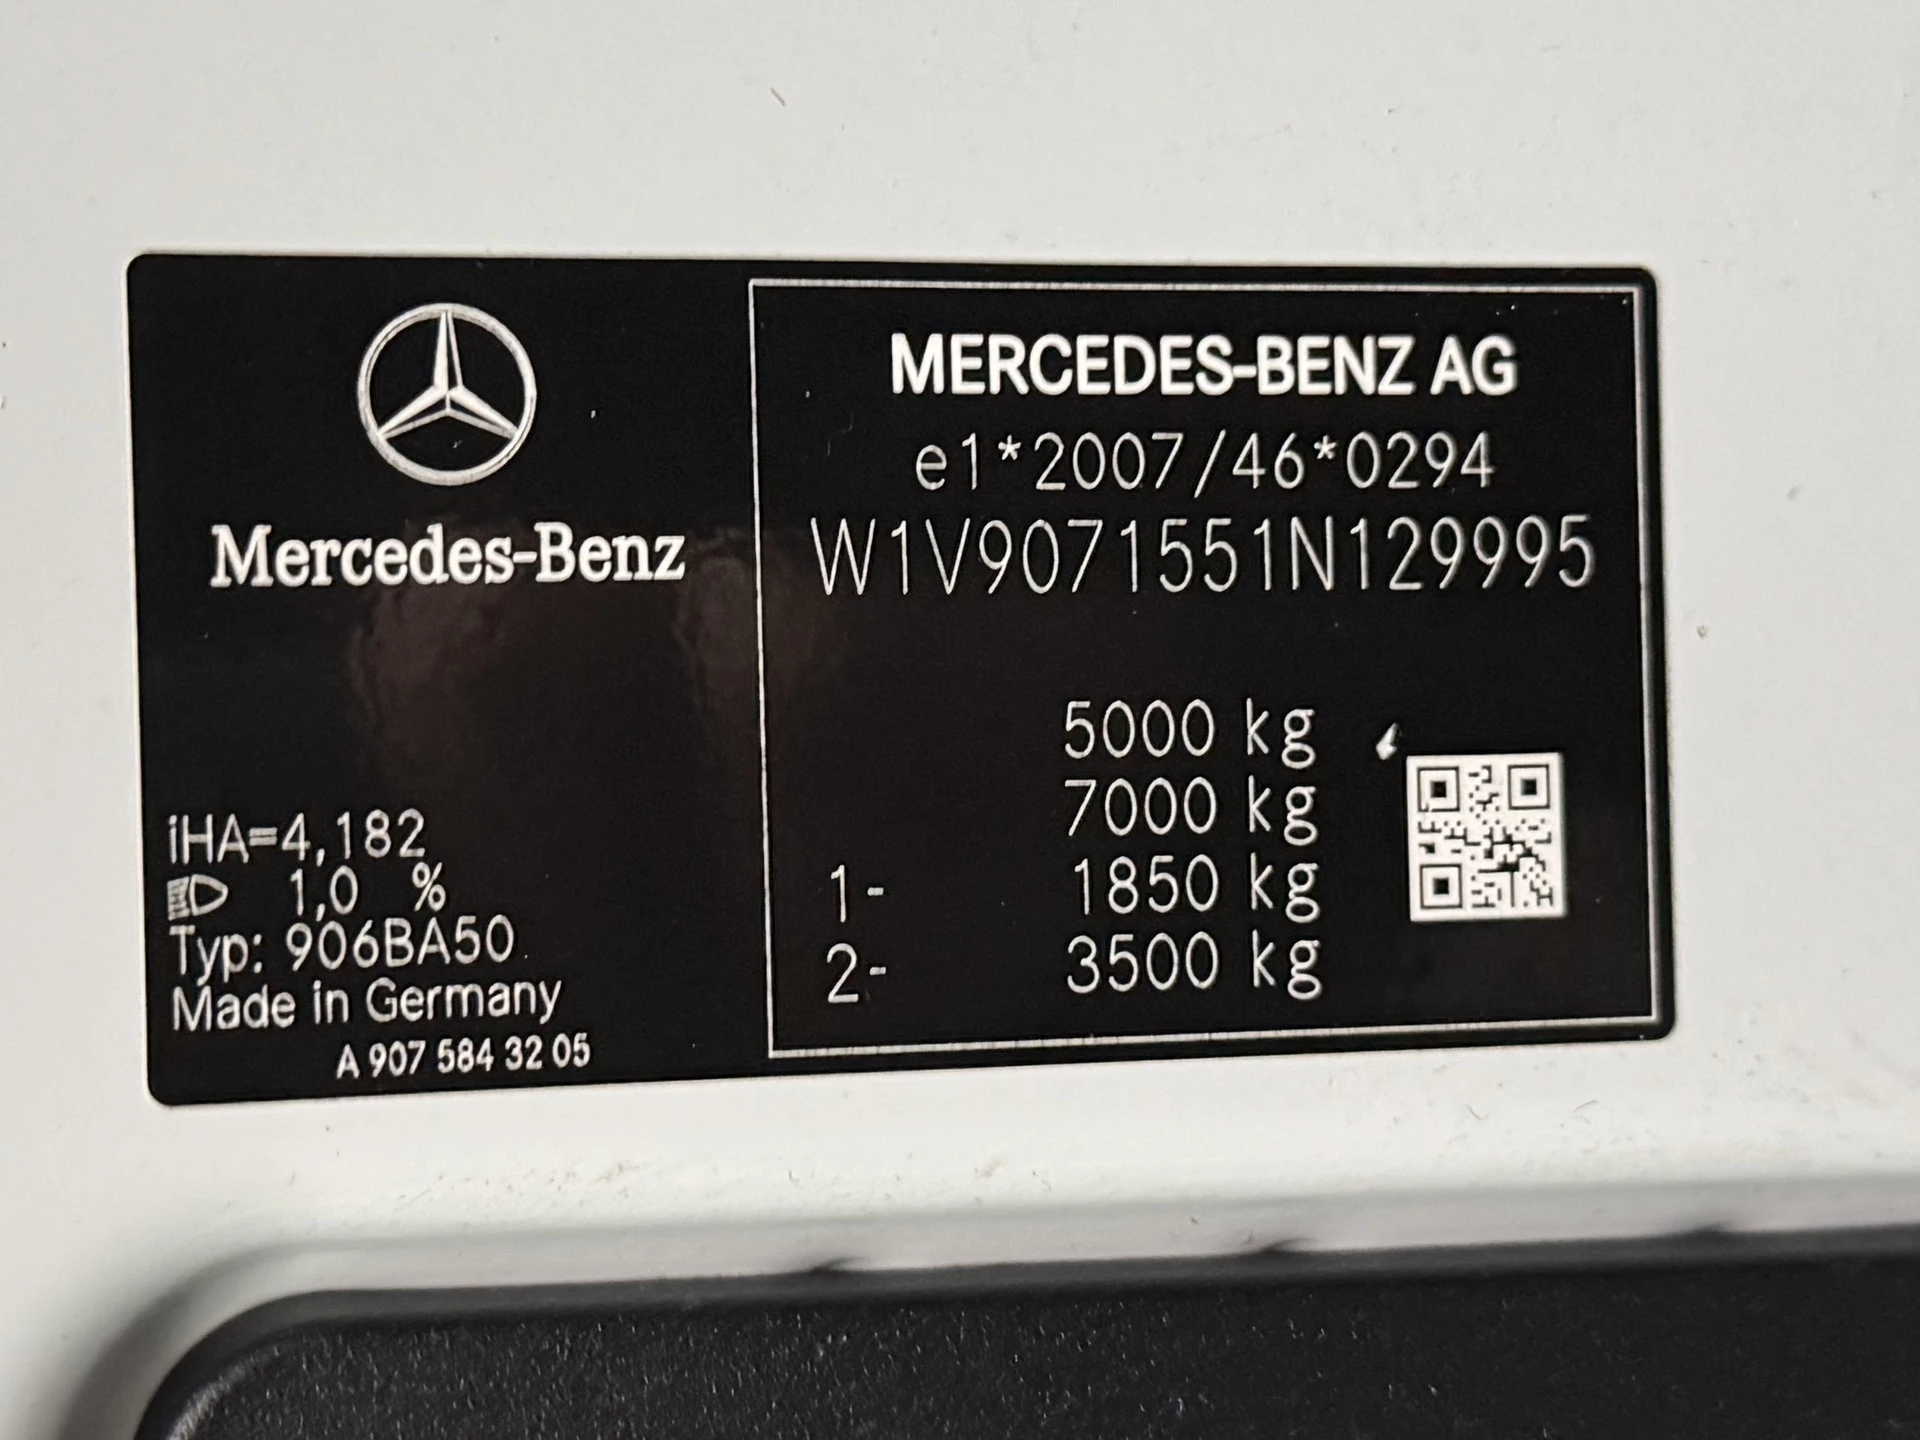 Mercedes-Benz
iHA=4,182
1,0 %
Typ: 906BA50
Made in Germany
A 907 584 32 05
MERCEDES-BENZ AG
e1*2007/46*0294
W1V9071551N129995
5000 kg
7000 kg
1- 1850 kg
2- 3500 kg